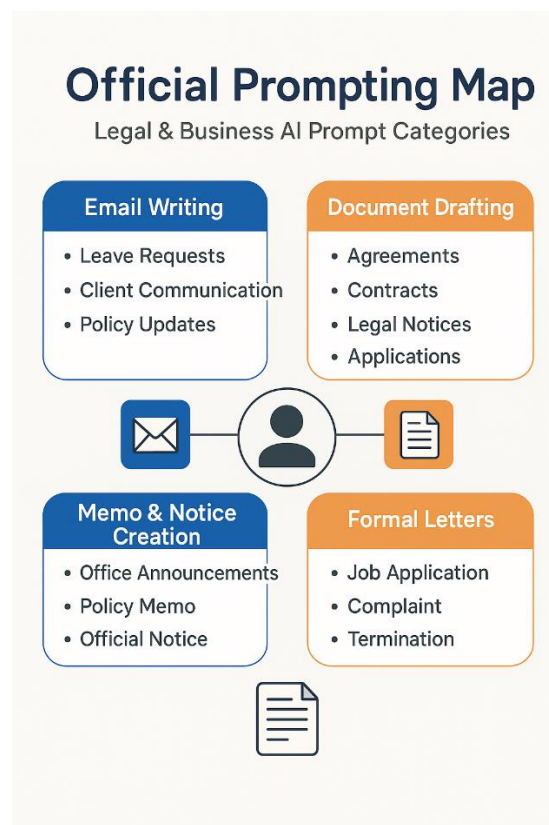 Official Prompting Map
Legal & Business AI Prompt Categories
Email Writing
• Leave Requests
• Client Communication
• Policy Updates
Document Drafting
• Agreements
• Contracts
• Legal Notices
• Applications
Memo & Notice
Creation
• Office Announcements
• Policy Memo
• Official Notice
Formal Letters
• Job Application
• Complaint
• Termination